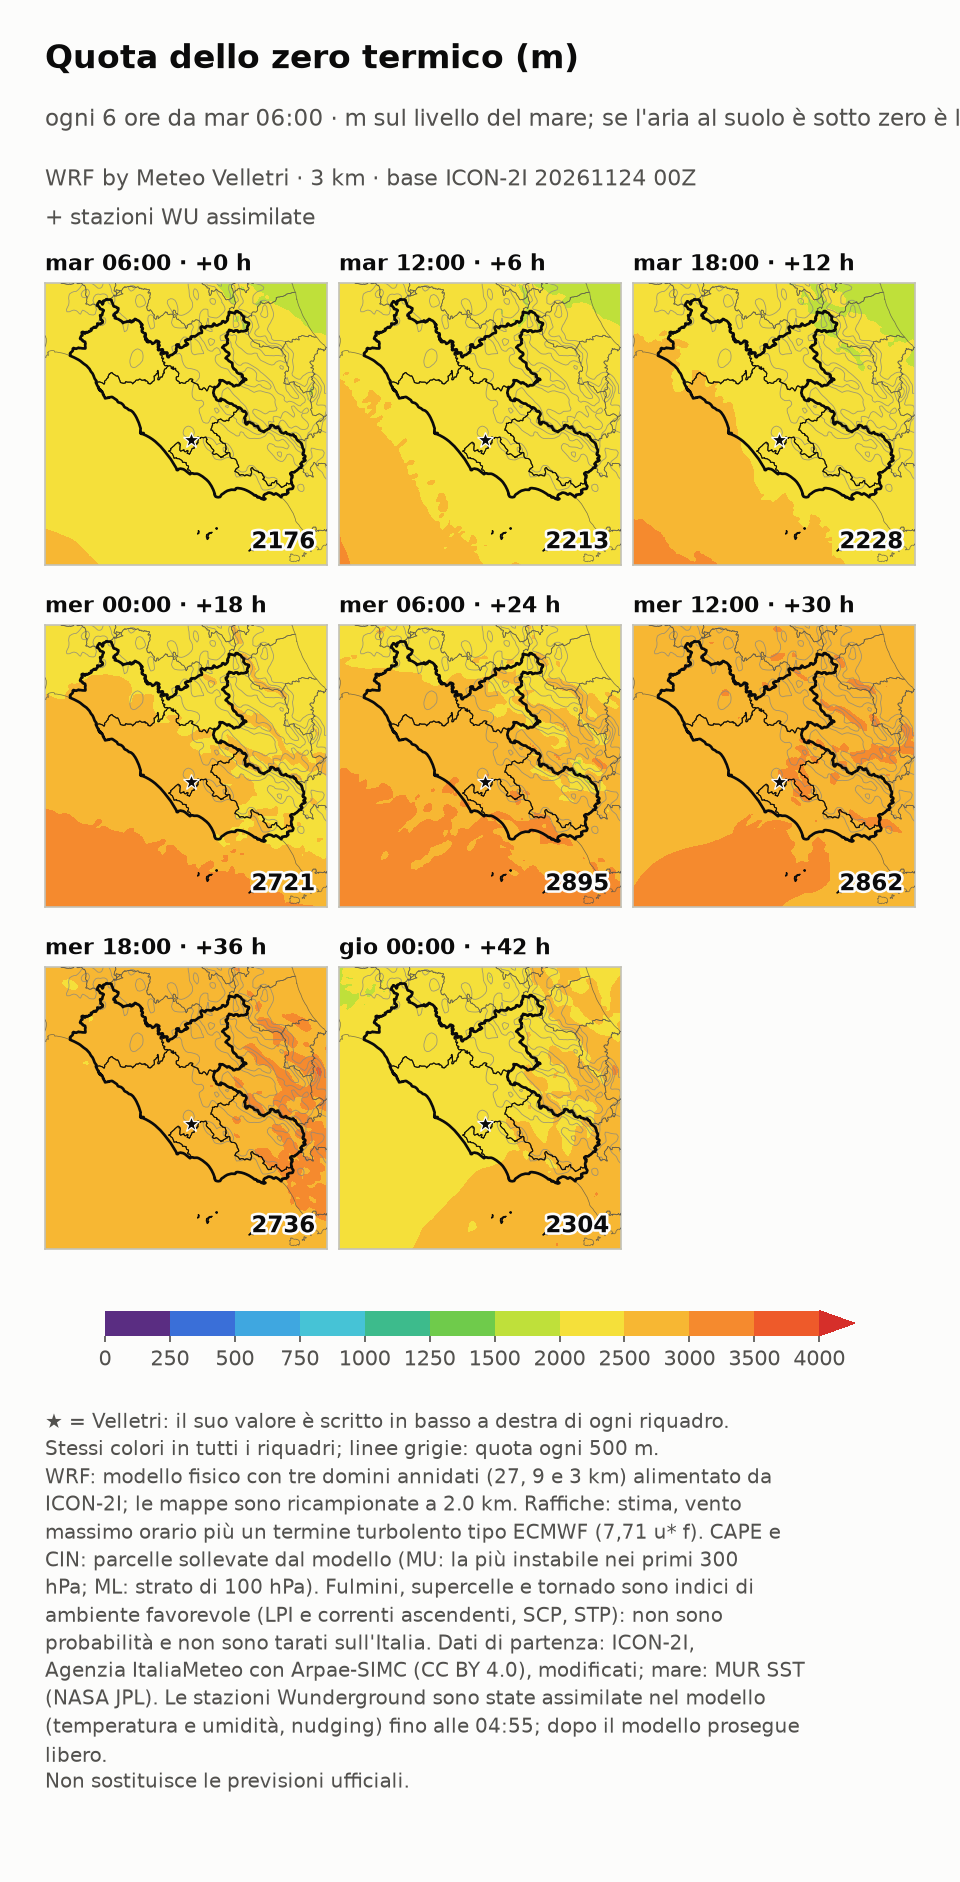 Quota dello zero termico (m)
ogni 6 ore da mar 06:00 · m sul livello del mare; se l'aria al suolo è sotto zero è l
WRF by Meteo Velletri · 3 km · base ICON-2I 20261124 00Z
+ stazioni WU assimilate
mar 06:00 · +0 h
mar 12:00 · +6 h
mar 18:00 · +12 h
2176
2213
2228
mer 00:00 · +18 h
mer 06:00 · +24 h
mer 12:00 · +30 h
2721
2895
2862
mer 18:00 · +36 h
gio 00:00 · +42 h
2736
2304
0 250 500 750 1000 1250 1500 2000 2500 3000 3500 4000
★ = Velletri: il suo valore è scritto in basso a destra di ogni riquadro.
Stessi colori in tutti i riquadri; linee grigie: quota ogni 500 m.
WRF: modello fisico con tre domini annidati (27, 9 e 3 km) alimentato da
ICON-2I; le mappe sono ricampionate a 2.0 km. Raffiche: stima, vento
massimo orario più un termine turbolento tipo ECMWF (7,71 u* f). CAPE e
CIN: parcelle sollevate dal modello (MU: la più instabile nei primi 300
hPa; ML: strato di 100 hPa). Fulmini, supercelle e tornado sono indici di
ambiente favorevole (LPI e correnti ascendenti, SCP, STP): non sono
probabilità e non sono tarati sull'Italia. Dati di partenza: ICON-2I,
Agenzia ItaliaMeteo con Arpae-SIMC (CC BY 4.0), modificati; mare: MUR SST
(NASA JPL). Le stazioni Wunderground sono state assimilate nel modello
(temperatura e umidità, nudging) fino alle 04:55; dopo il modello prosegue
libero.
Non sostituisce le previsioni ufficiali.